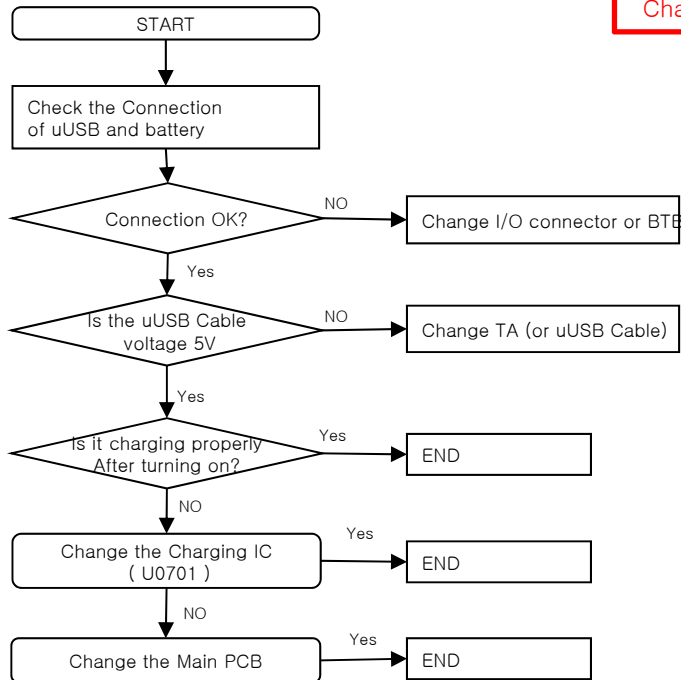 Cha
START
Check the Connection
of uUSB and battery
Connection OK?
NO
Change I/O connector or BTB
Yes
Is the uUSB Cable
voltage 5V
NO
Change TA (or uUSB Cable)
Yes
Is it charging properly
After turning on?
Yes
END
NO
Change the Charging IC
( U0701 )
Yes
END
NO
Change the Main PCB
Yes
END